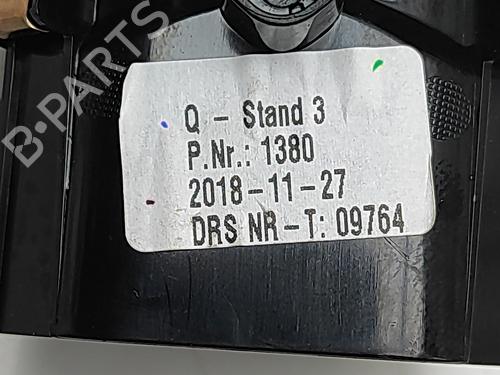 B-PARTS
Q - Stand 3
P.Nr.: 1380
2018-11-27
DRS NR-T: 09764